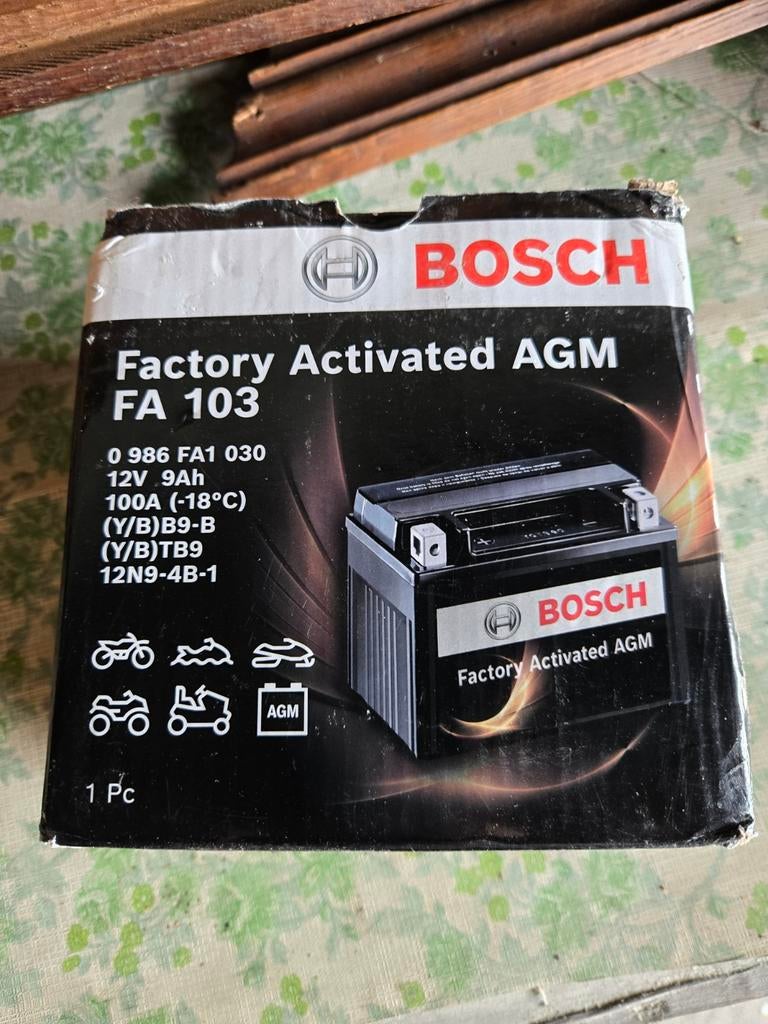 BOSCH
Factory Activated AGM
FA 103
0 986 FA1 030
12V 9Ah
100A (-18°C)
(Y/B)B9-B
(Y/B)TB9
12N9-4B-1
BOSCH
Factory Activated AGM
AGM
1 Pc